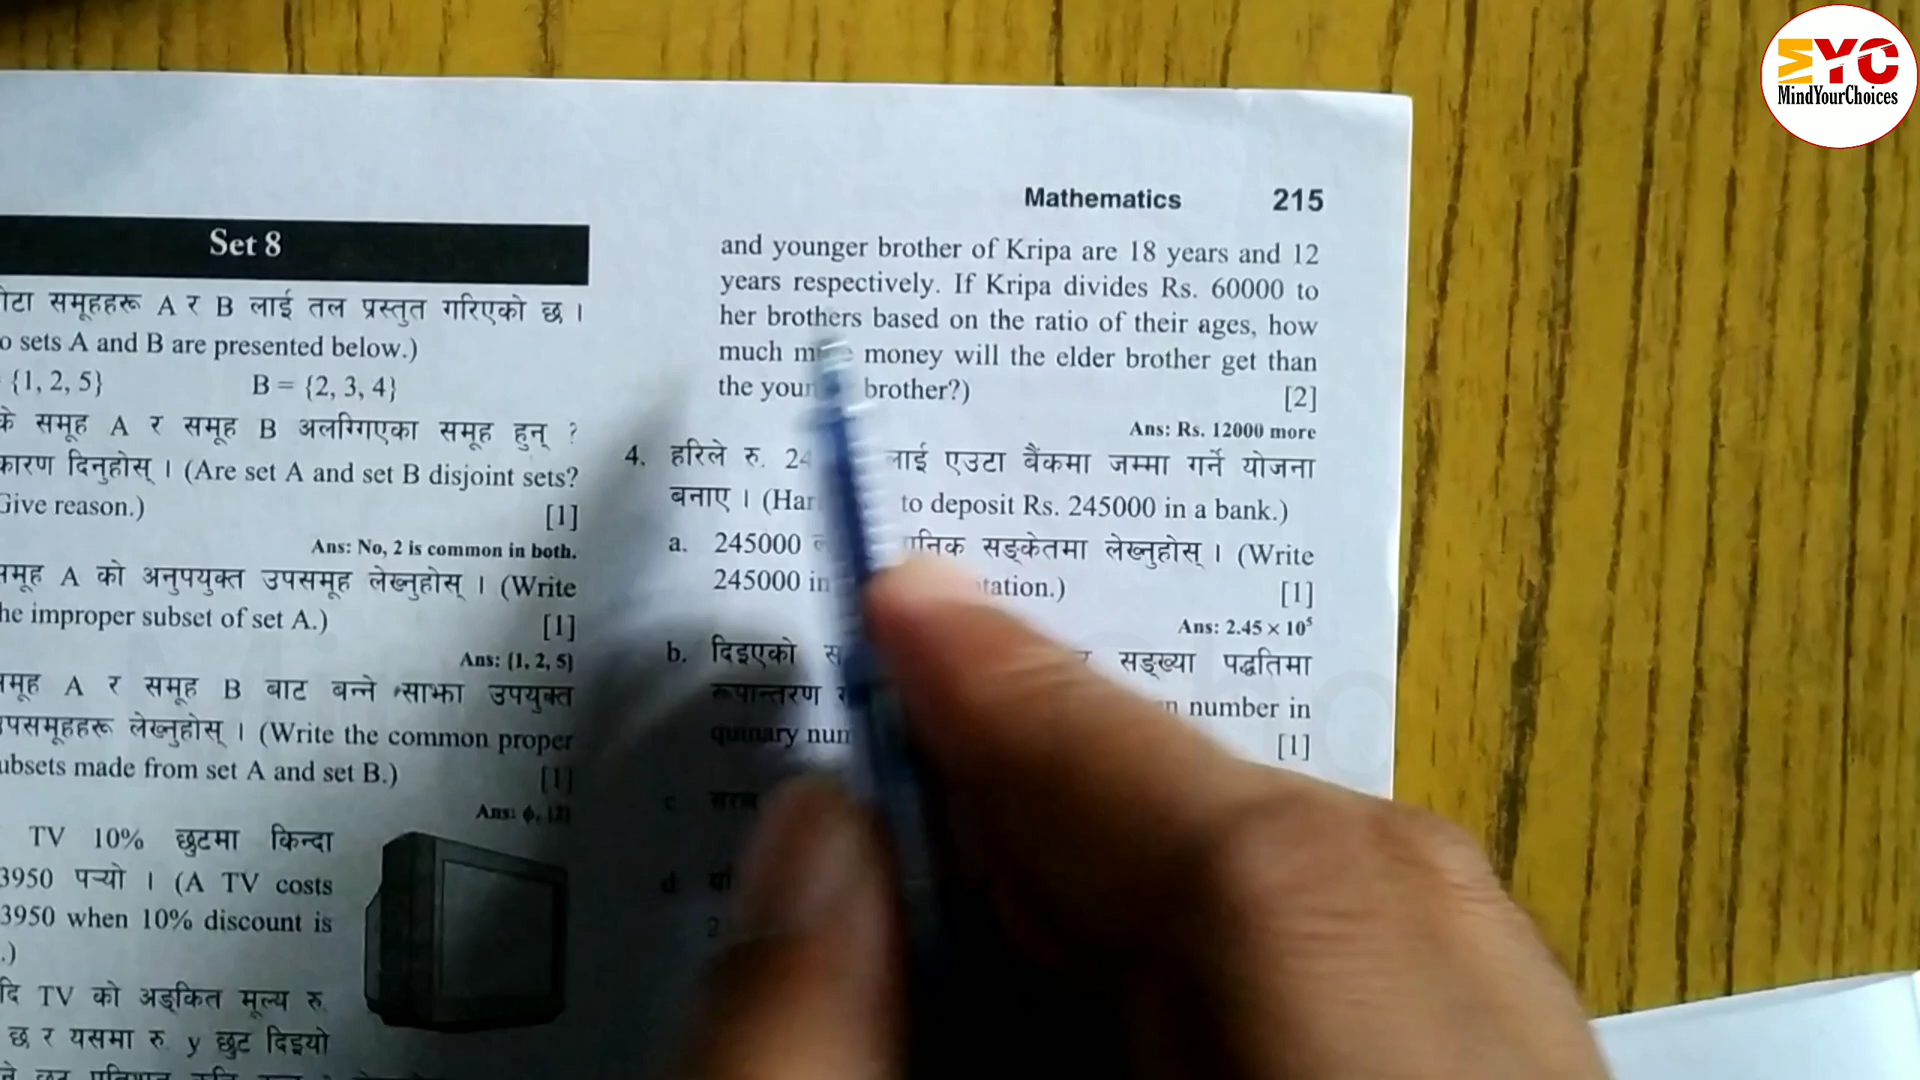 MYC
MindYourChoices
Mathematics 215
Set 8
समूहहरू A र B लाई तल प्रस्तुत गरिएको छ ।
sets A and B are presented below.)
{1, 2, 5} B = {2, 3, 4}
समूह A र समूह B अलग्गिएका समूह हुन् ?
कारण दिनुहोस् । (Are set A and set B disjoint sets?
Give reason.) [1]
Ans: No, 2 is common in both.
समूह A को अनुपयुक्त उपसमूह लेख्नुहोस् । (Write
the improper subset of set A.) [1]
Ans: {1, 2, 5}
समूह A र समूह B बाट बन्ने साझा उपयुक्त
उपसमूहहरू लेख्नुहोस् । (Write the common proper
subsets made from set A and set B.) [1]
Ans: ϕ, {2}
TV 10% छुटमा किन्दा
3950 पर्‍यो । (A TV costs
3950 when 10% discount is
.)
TV को अङ्कित मूल्य रु.
छ र यसमा रु. y छुट दिइयो
and younger brother of Kripa are 18 years and 12
years respectively. If Kripa divides Rs. 60000 to
her brothers based on the ratio of their ages, how
much money will the elder brother get than
the brother?) [2]
Ans: Rs. 12000 more
4. हरिले रु. लाई एउटा बैंकमा जम्मा गर्ने योजना
बनाए । to deposit Rs. 245000 in a bank.)
a. 245000 सङ्केतमा लेख्नुहोस् । (Write
245000 in [1]
Ans: 2.45 × 10⁵
b. दिइएको सङ्ख्या पद्धतिमा
रूपान्तरण number in
quinary [1]
c.
d.
2